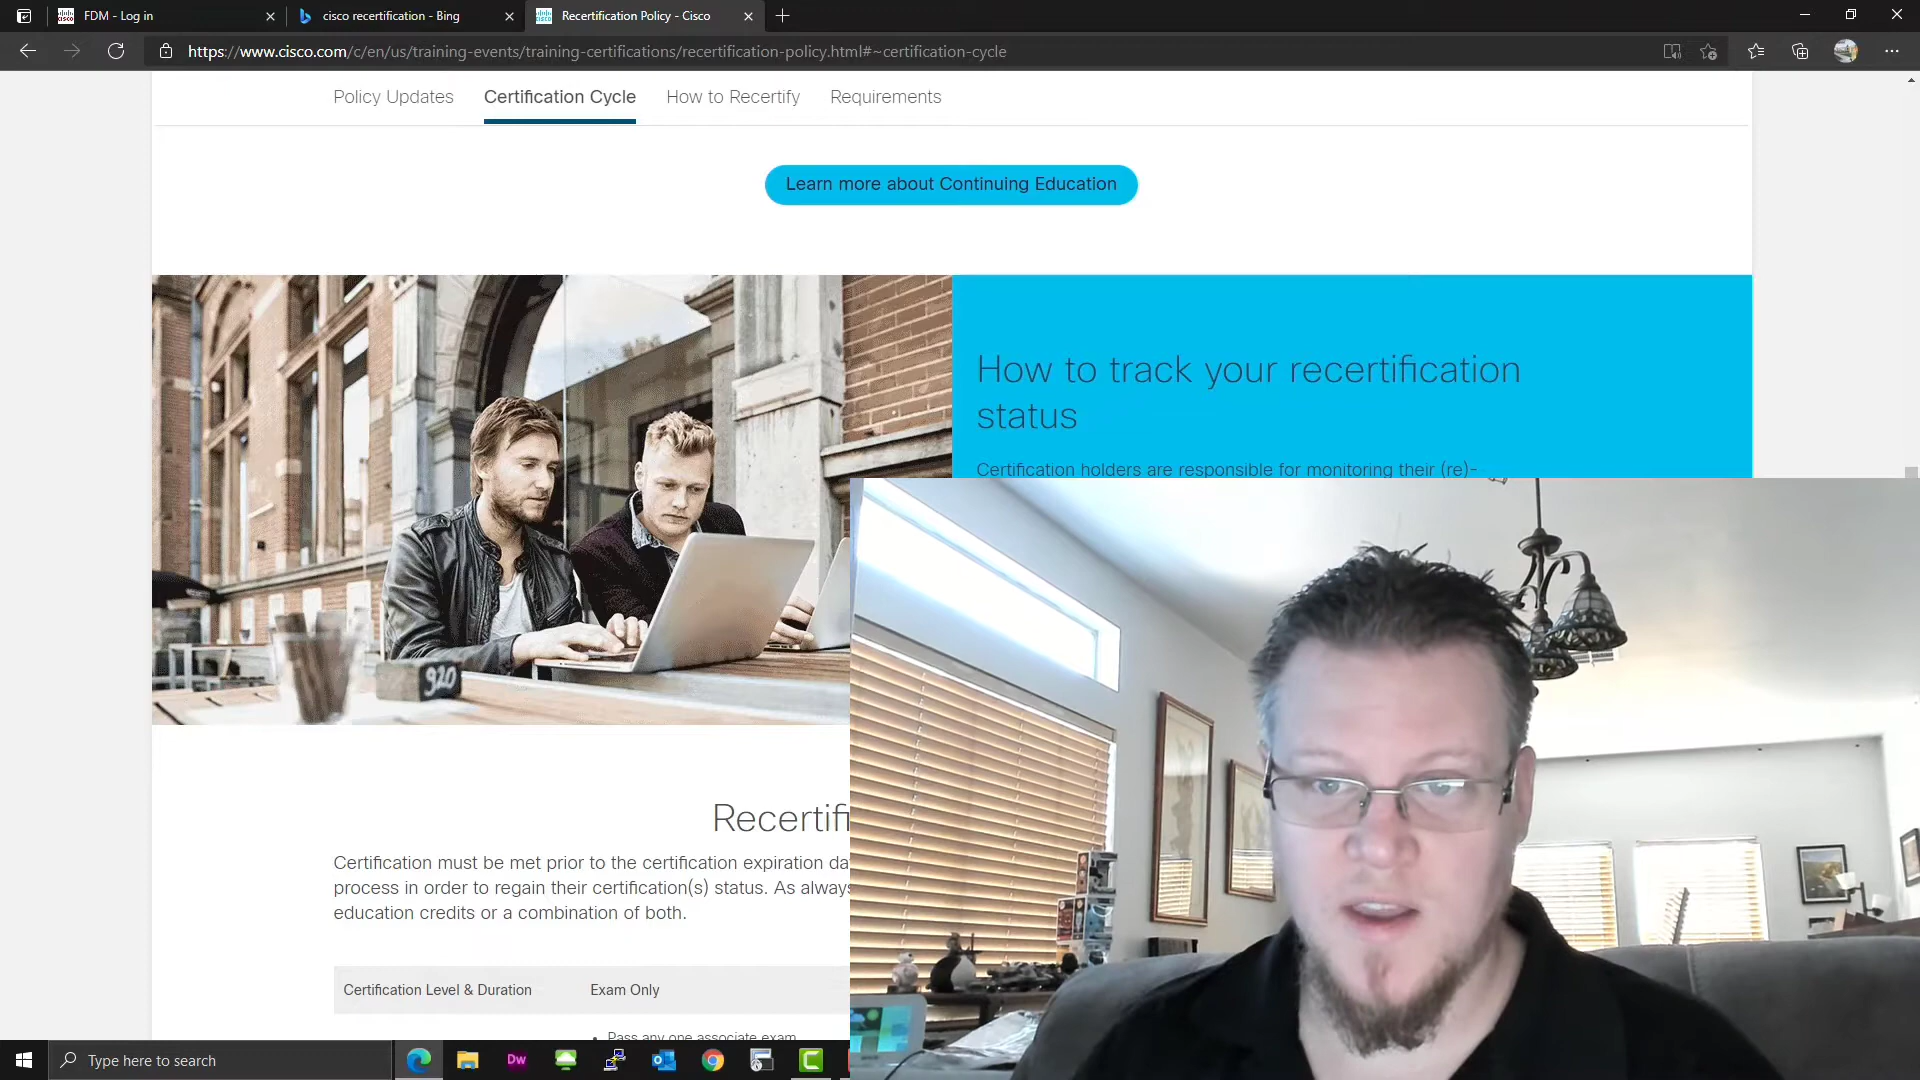 FDM - Log in
cisco recertification - Bing
Recertification Policy - Cisco
https://www.cisco.com/c/en/us/training-events/training-certifications/recertification-policy.html#~certification-cycle
Policy Updates
Certification Cycle
How to Recertify
Requirements
Learn more about Continuing Education
How to track your recertification
status
Certification holders are responsible for monitoring their (re)-
920
Recertifi
Certification must be met prior to the certification expiration da
process in order to regain their certification(s) status. As always
education credits or a combination of both.
Certification Level & Duration
Exam Only
Pass any one associate exam
Type here to search
Dw